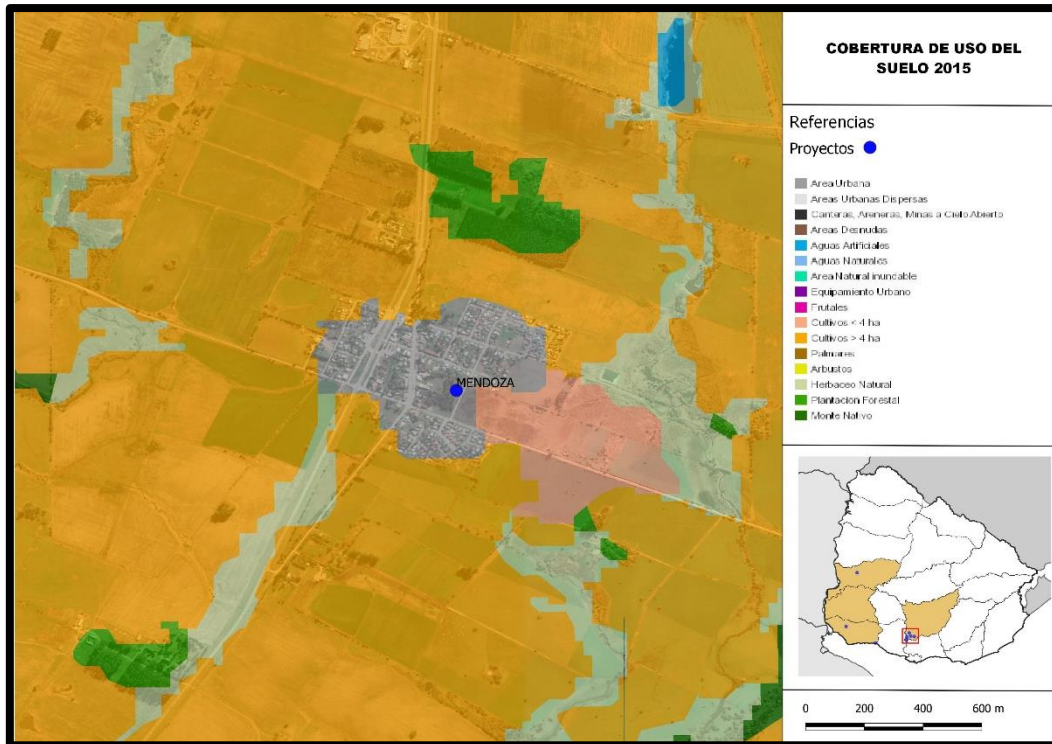 COBERTURA DE USO DEL
SUELO 2015
Referencias
Proyectos
Area Urbana
Areas Urbanas Dispersas
Canteras, Areneras, Minas a Cielo Abierto
Areas Desnudas
Aguas Artificiales
Aguas Naturales
Area Natural inundable
Equipamiento Urbano
Frutales
Cultivos < 4 ha
Cultivos > 4 ha
Palmares
Arbustos
Herbaceo Natural
Plantacion Forestal
Monte Nativo
MENDOZA
0 200 400 600 m